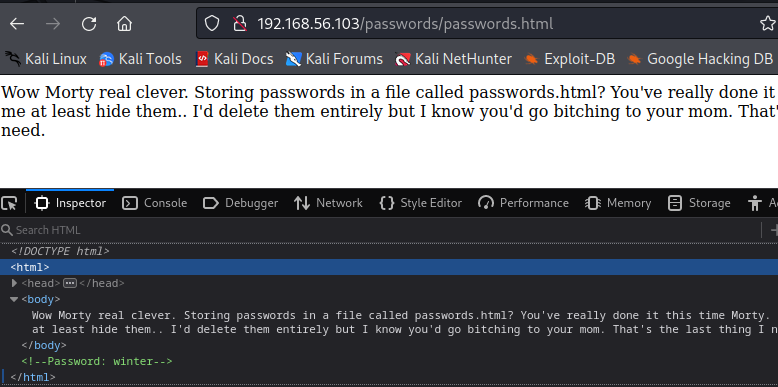 192.168.56.103/passwords/passwords.html
Kali Linux Kali Tools Kali Docs Kali Forums Kali NetHunter Exploit-DB Google Hacking DB
Wow Morty real clever. Storing passwords in a file called passwords.html? You've really done it
me at least hide them.. I'd delete them entirely but I know you'd go bitching to your mom. That'
need.
Inspector Console Debugger Network Style Editor Performance Memory Storage
Search HTML
<!DOCTYPE html>
<html>
<head> </head>
<body>
Wow Morty real clever. Storing passwords in a file called passwords.html? You've really done it this time Morty.
at least hide them.. I'd delete them entirely but I know you'd go bitching to your mom. That's the last thing I n
</body>
<!--Password: winter-->
</html>